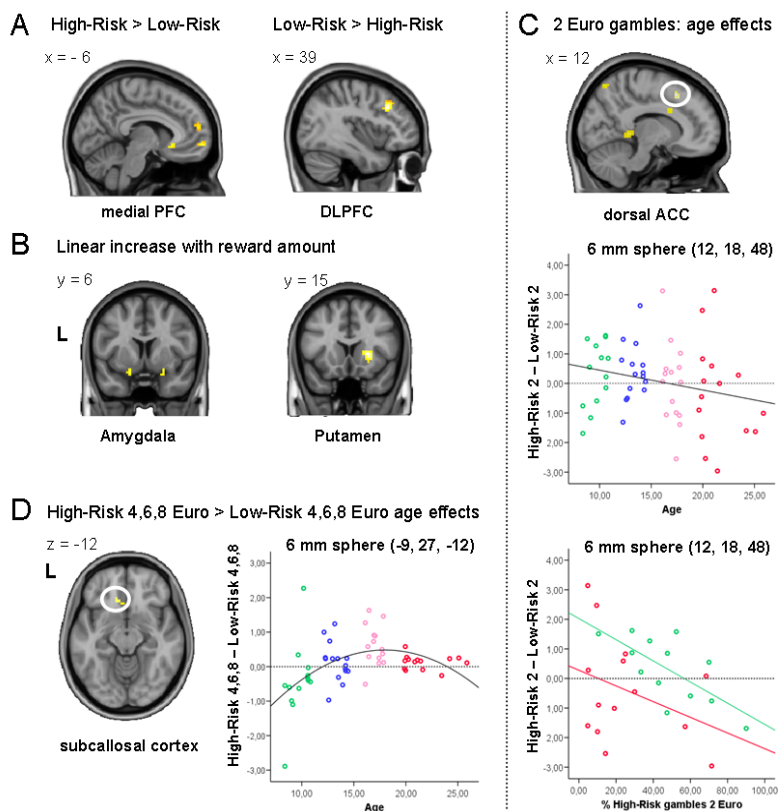 A
High-Risk > Low-Risk
Low-Risk > High-Risk
x = - 6
x = 39
medial PFC
DLPFC
B
Linear increase with reward amount
y = 6
y = 15
L
Amygdala
Putamen
C
2 Euro gambles: age effects
x = 12
dorsal ACC
6 mm sphere (12, 18, 48)
High-Risk 2 – Low-Risk 2
4,00
3,00
2,00
1,00
0,00
1,00
2,00
-3,00
10,00 15,00 20,00 25,00
Age
D
High-Risk 4,6,8 Euro > Low-Risk 4,6,8 Euro age effects
z = -12
L
subcallosal cortex
6 mm sphere (-9, 27, -12)
High-Risk 4,6,8 – Low-Risk 4,6,8
3,00
2,00
1,00
0,00
-1,00
-2,00
-3,00
10,00 15,00 20,00 25,00
Age
6 mm sphere (12, 18, 48)
High-Risk 2 – Low-Risk 2
4,00
3,00
2,00
1,00
0,00
1,00
2,00
3,00
0,00 20,00 40,00 60,00 80,00 100,00
% High-Risk gambles 2 Euro